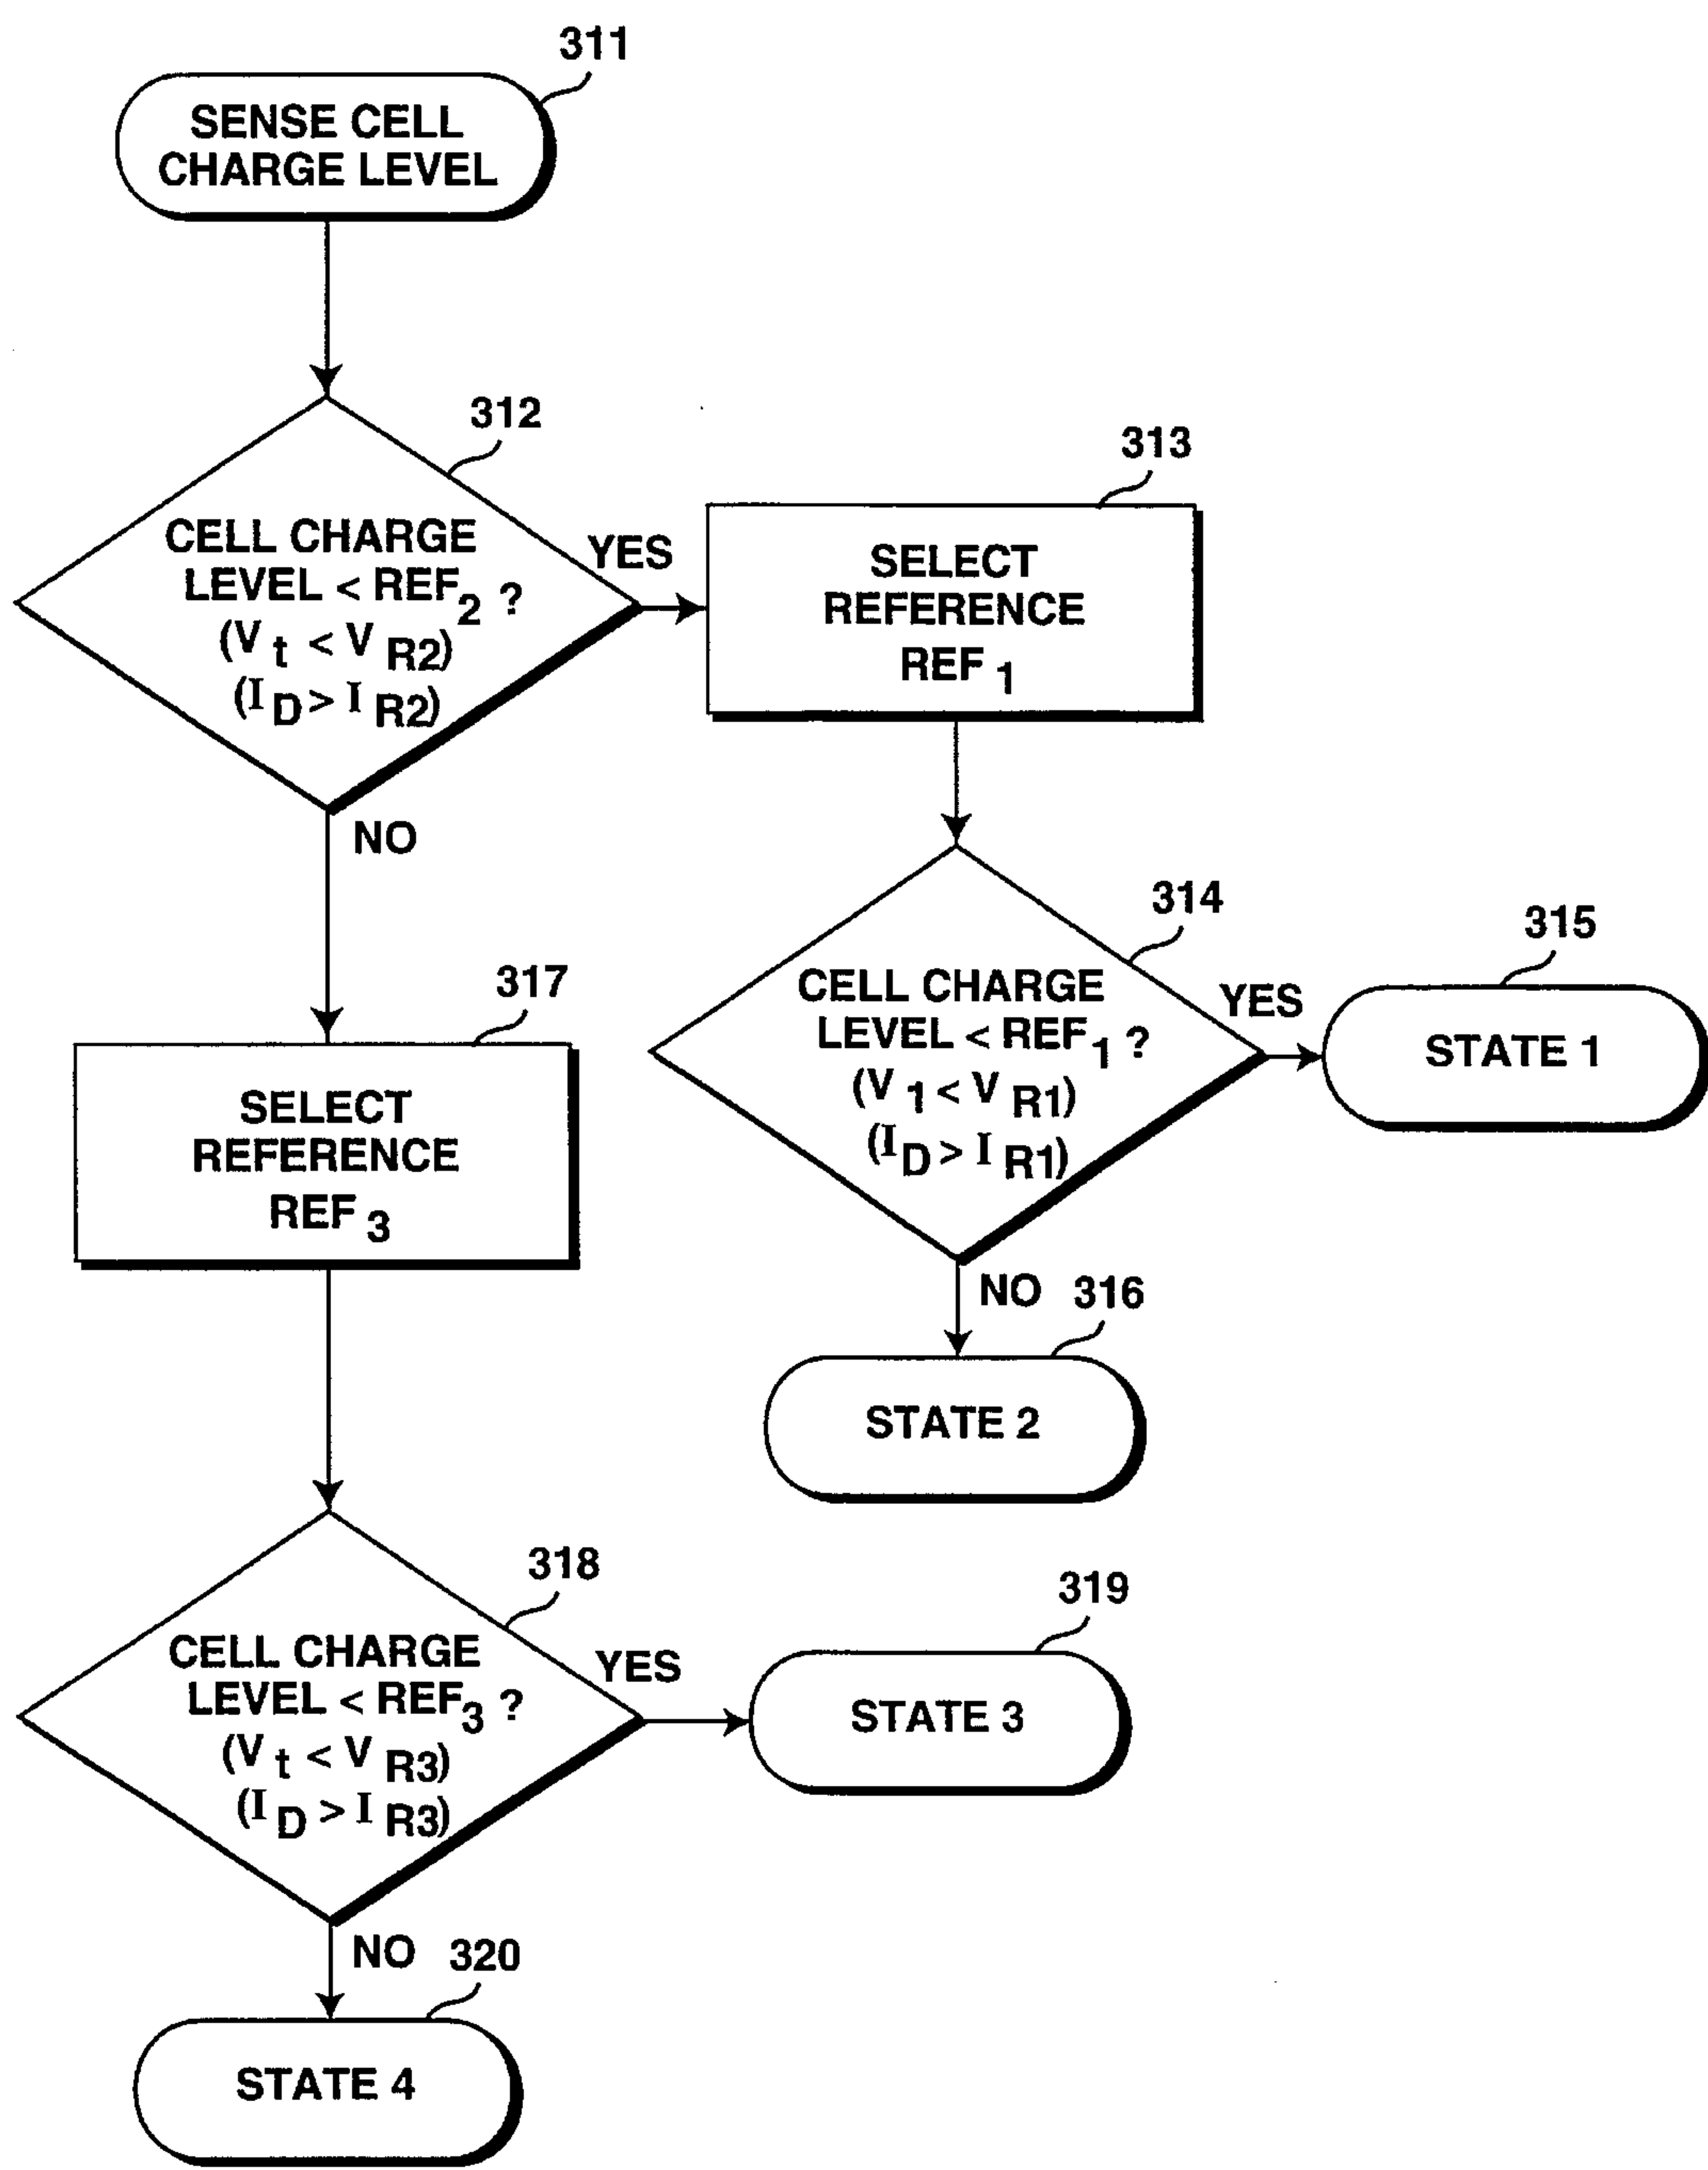 311
SENSE CELL
CHARGE LEVEL
312
CELL CHARGE
LEVEL < REF2 ?
(Vt < VR2)
(ID > IR2)
YES
NO
313
SELECT
REFERENCE
REF1
314
CELL CHARGE
LEVEL < REF1 ?
(V1 < VR1)
(ID > IR1)
YES
NO
315
STATE 1
316
STATE 2
317
SELECT
REFERENCE
REF3
318
CELL CHARGE
LEVEL < REF3 ?
(Vt < VR3)
(ID > IR3)
YES
NO
319
STATE 3
320
STATE 4